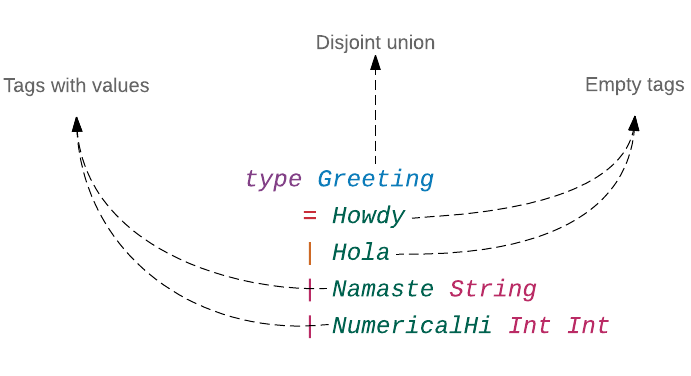 Disjoint union
Tags with values
Empty tags
type Greeting
= Howdy
| Hola
| Namaste String
| NumericalHi Int Int